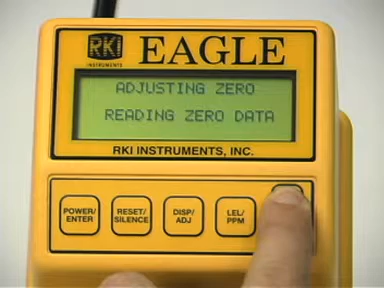 RKI EAGLE
INSTRUMENTS
ADJUSTING ZERO
READING ZERO DATA
RKI INSTRUMENTS, INC.
POWER/ RESET/ DISP/ LEL/
ENTER SILENCE ADJ PPM